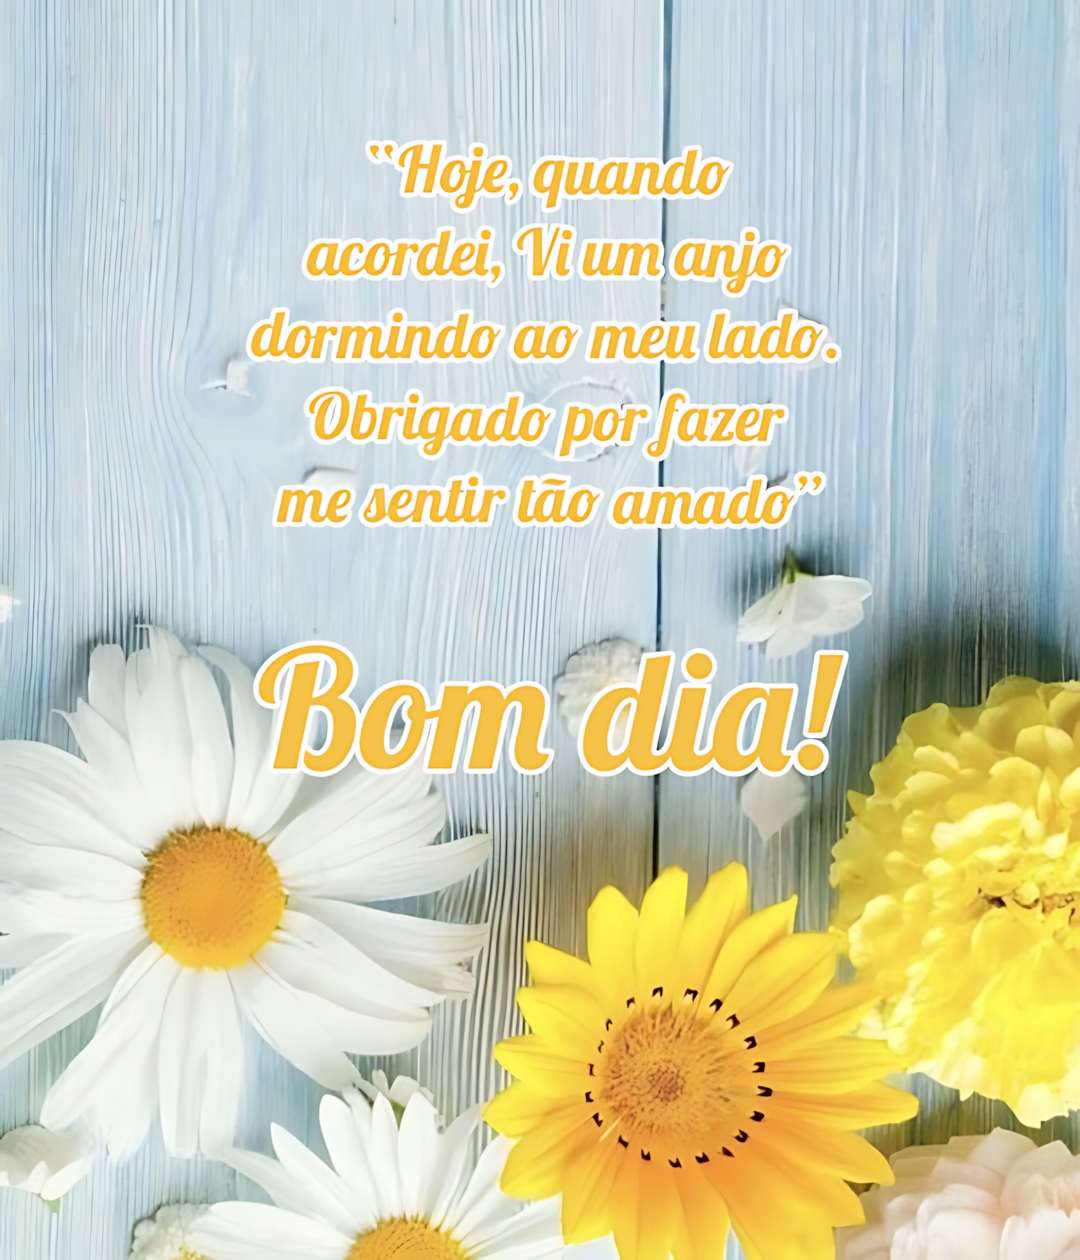 “Hoje, quando
acordei, Vi um anjo
dormindo ao meu lado.
Obrigado por fazer
me sentir tão amado”
Bom dia!